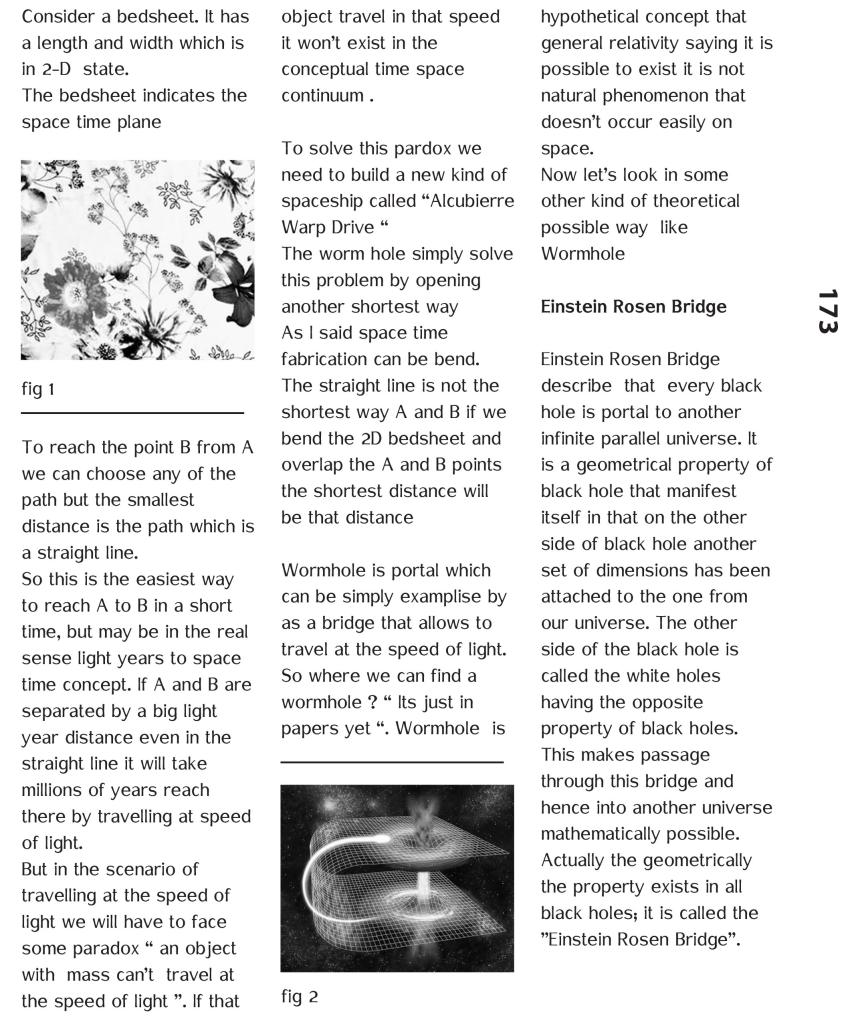 Consider a bedsheet. It has
a length and width which is
in 2-D state.
The bedsheet indicates the
space time plane
fig 1
To reach the point B from A
we can choose any of the
path but the smallest
distance is the path which is
a straight line.
So this is the easiest way
to reach A to B in a short
time, but may be in the real
sense light years to space
time concept. If A and B are
separated by a big light
year distance even in the
straight line it will take
millions of years reach
there by travelling at speed
of light.
But in the scenario of
travelling at the speed of
light we will have to face
some paradox “ an object
with mass can’t travel at
the speed of light ”. If that
object travel in that speed
it won’t exist in the
conceptual time space
continuum .
To solve this pardox we
need to build a new kind of
spaceship called “Alcubierre
Warp Drive “
The worm hole simply solve
this problem by opening
another shortest way
As I said space time
fabrication can be bend.
The straight line is not the
shortest way A and B if we
bend the 2D bedsheet and
overlap the A and B points
the shortest distance will
be that distance
Wormhole is portal which
can be simply examplise by
as a bridge that allows to
travel at the speed of light.
So where we can find a
wormhole ? “ Its just in
papers yet “. Wormhole is
fig 2
hypothetical concept that
general relativity saying it is
possible to exist it is not
natural phenomenon that
doesn’t occur easily on
space.
Now let’s look in some
other kind of theoretical
possible way like
Wormhole
Einstein Rosen Bridge
Einstein Rosen Bridge
describe that every black
hole is portal to another
infinite parallel universe. It
is a geometrical property of
black hole that manifest
itself in that on the other
side of black hole another
set of dimensions has been
attached to the one from
our universe. The other
side of the black hole is
called the white holes
having the opposite
property of black holes.
This makes passage
through this bridge and
hence into another universe
mathematically possible.
Actually the geometrically
the property exists in all
black holes; it is called the
”Einstein Rosen Bridge”.
173